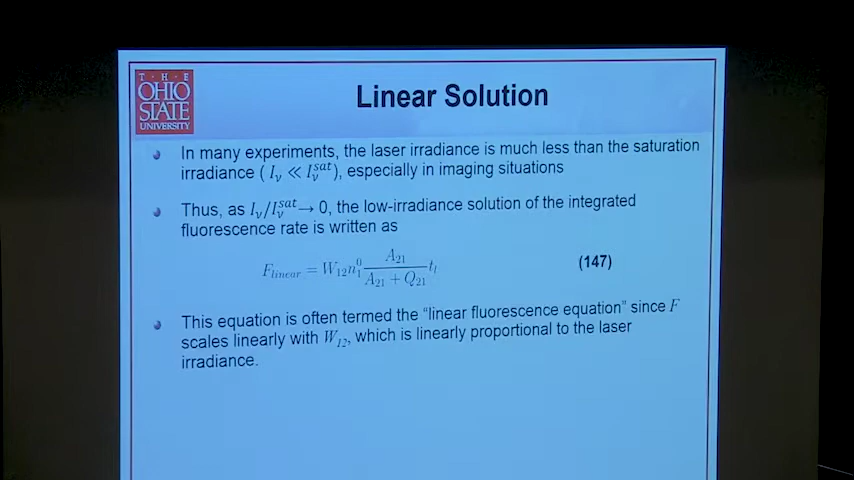 T · H · E
OHIO
STATE
UNIVERSITY
Linear Solution
In many experiments, the laser irradiance is much less than the saturation
irradiance ( I_ν ≪ I_ν^sat), especially in imaging situations
Thus, as I_ν/I_ν^sat → 0, the low-irradiance solution of the integrated
fluorescence rate is written as
F_linear = W_12 n_1^0 \frac{A_21}{A_21 + Q_21} t_l (147)
This equation is often termed the “linear fluorescence equation” since F
scales linearly with W_12, which is linearly proportional to the laser
irradiance.